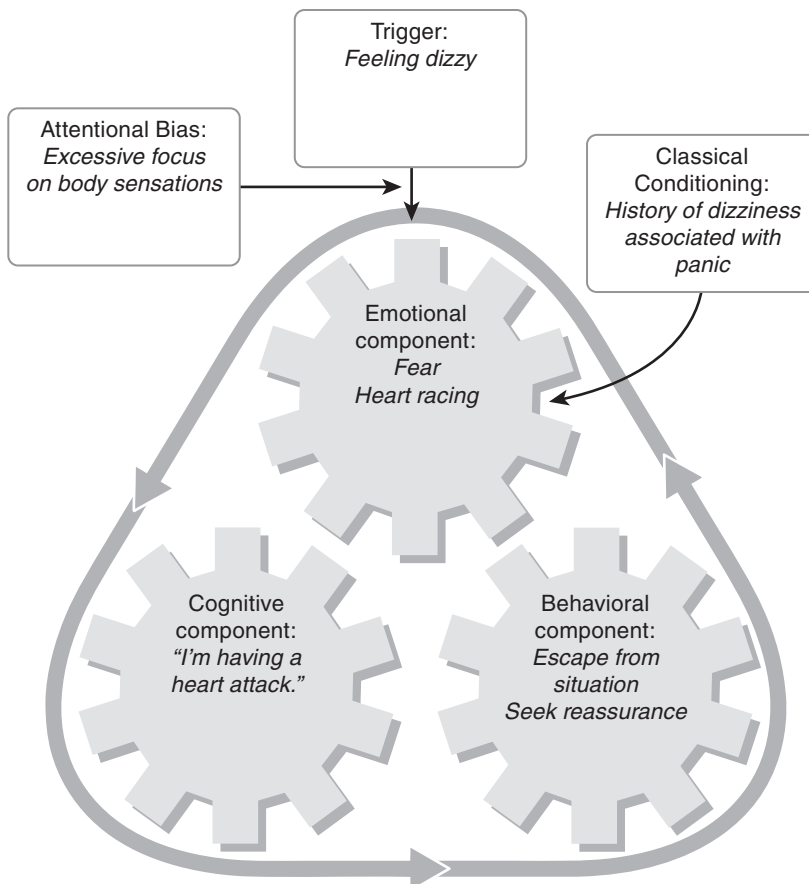 Trigger:
Feeling dizzy
Attentional Bias:
Excessive focus
on body sensations
Classical
Conditioning:
History of dizziness
associated with
panic
Emotional
component:
Fear
Heart racing
Cognitive
component:
“I’m having a
heart attack.”
Behavioral
component:
Escape from
situation
Seek reassurance